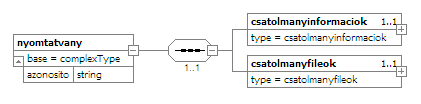 nyomtatvany
base = complexType
azonosito string
1..1
csatolmanyinformaciok 1..1
type = csatolmanyinformaciok
csatolmanyfileok 1..1
type = csatolmanyfileok